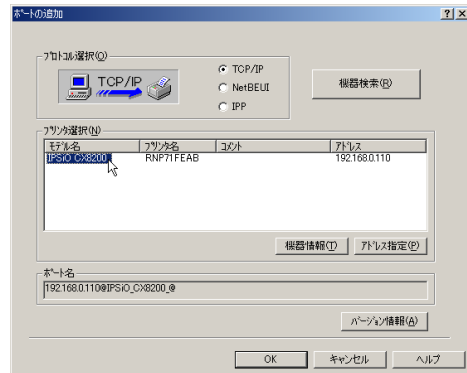 ポートの追加
プロトコル選択(O)
TCP/IP
TCP/IP
NetBEUI
IPP
機器検索(R)
プリンタ選択(N)
モデル名 プリンタ名 コメント アドレス
IPSiO CX8200 RNP71FEAB 192.168.0.110
機器情報(T) アドレス指定(P)
ポート名
192.168.0.110@IPSiO_CX8200_@
バージョン情報(A)
OK キャンセル ヘルプ